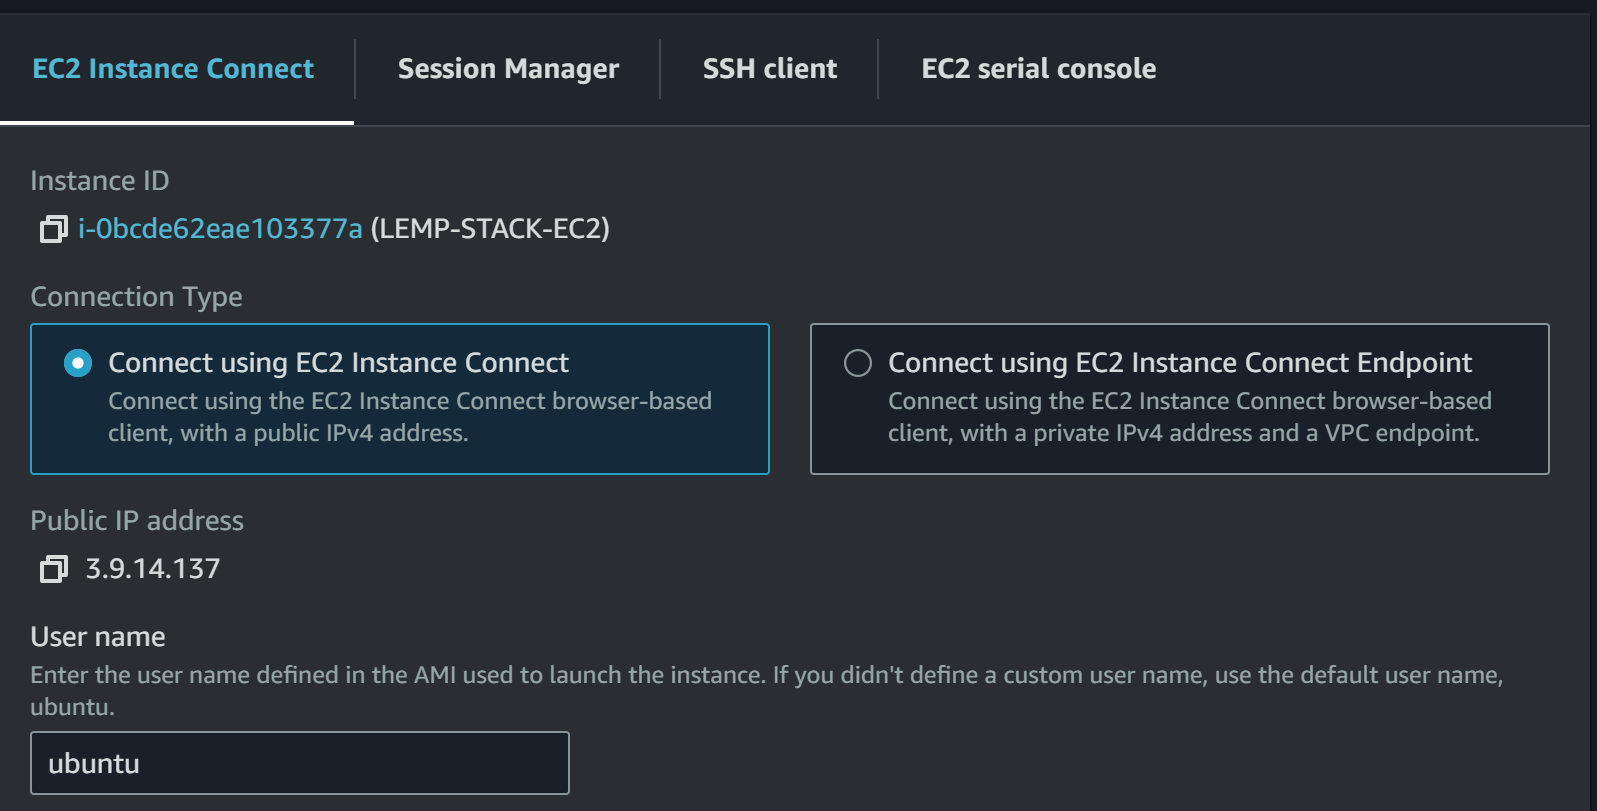 EC2 Instance Connect
Session Manager
SSH client
EC2 serial console
Instance ID
i-0bcde62eae103377a (LEMP-STACK-EC2)
Connection Type
Connect using EC2 Instance Connect
Connect using the EC2 Instance Connect browser-based
client, with a public IPv4 address.
Connect using EC2 Instance Connect Endpoint
Connect using the EC2 Instance Connect browser-based
client, with a private IPv4 address and a VPC endpoint.
Public IP address
3.9.14.137
User name
Enter the user name defined in the AMI used to launch the instance. If you didn't define a custom user name, use the default user name,
ubuntu.
ubuntu